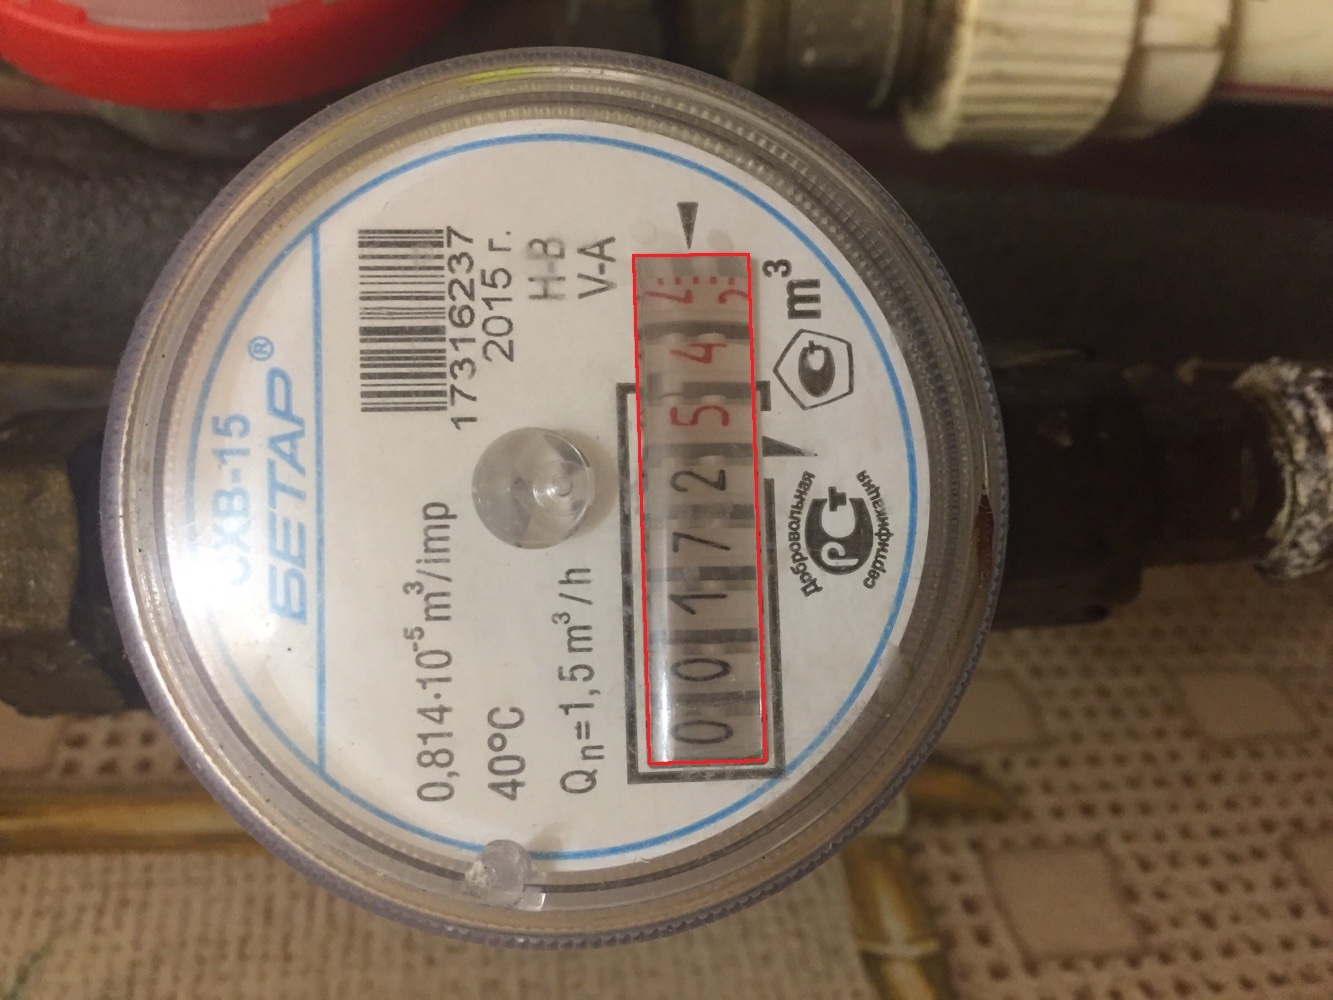 СХВ-15
БЕТАР®
17316237
2015 г.
H-B
V-A
0,814·10⁻⁵ m³/imp
40°C
Qn=1,5 m³/h
0017254
m³
Добровольная
РСТ
сертификация